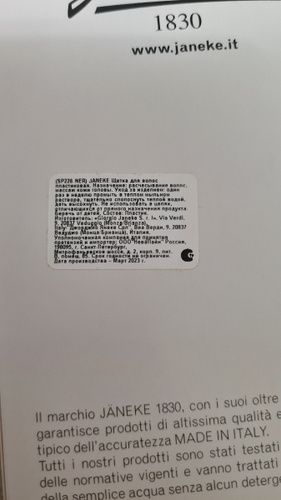 1830
www.janeke.it
(SP226 NER) JANEKE Щетка для волос
пластиковая. Назначение: расчесывание волос,
массаж кожи головы. Уход за изделием: один
раз в неделю промыть в теплом мыльном
растворе, тщательно сполоснуть теплой водой,
дать высохнуть. Не использовать в целях,
отличающихся от прямого назначения продукта
Беречь от детей. Состав: Пластик.
Изготовитель: «Giorgio Janeke S. r. l», Via Verdi,
9, 20837 Veduggio (Monza/Brianza),
Italy. Джорджио Янеке Срл, Виа Верди, 9, 20837
Ведуджо (Монца Брианца), Италия.
Уполномоченная компания для принятия
претензий и импортер: ООО "НеваЛайн" Россия,
198095, г. Санкт-Петербург,
Митрофаньевское шоссе, д. 2, корп. 9, лит.
помещ. 85. Срок годности не ограничен.
Дата производства - Март 2023 г.
Il marchio JÄNEKE 1830, con i suoi oltre
garantisce prodotti di altissima qualità e
tipico dell'accuratezza MADE IN ITALY.
Tutti i nostri prodotti sono stati testati
delle normative vigenti e vanno trattati
della semplice acqua senza alcun deterg